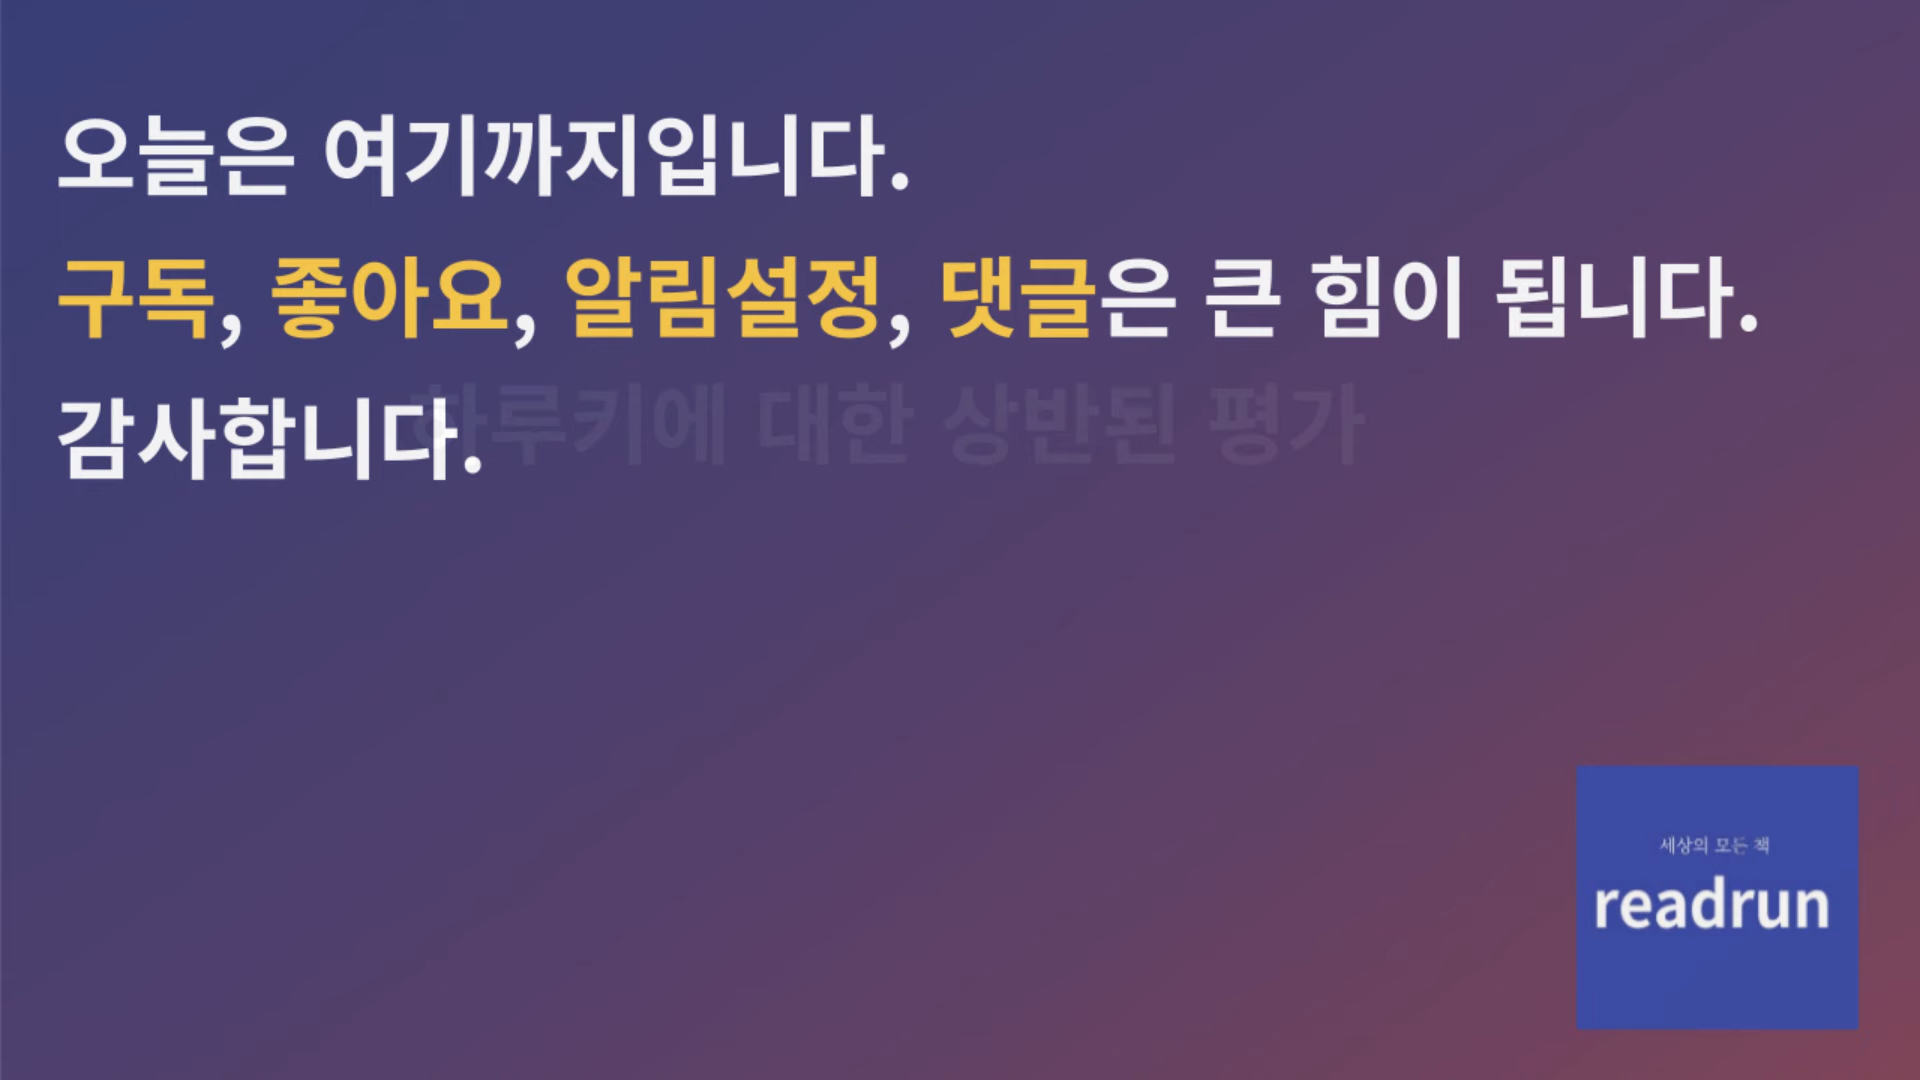 오늘은 여기까지입니다.
구독, 좋아요, 알림설정, 댓글은 큰 힘이 됩니다.
감사합니다.
하루키에 대한 상반된 평가
세상의 모든 책
readrun